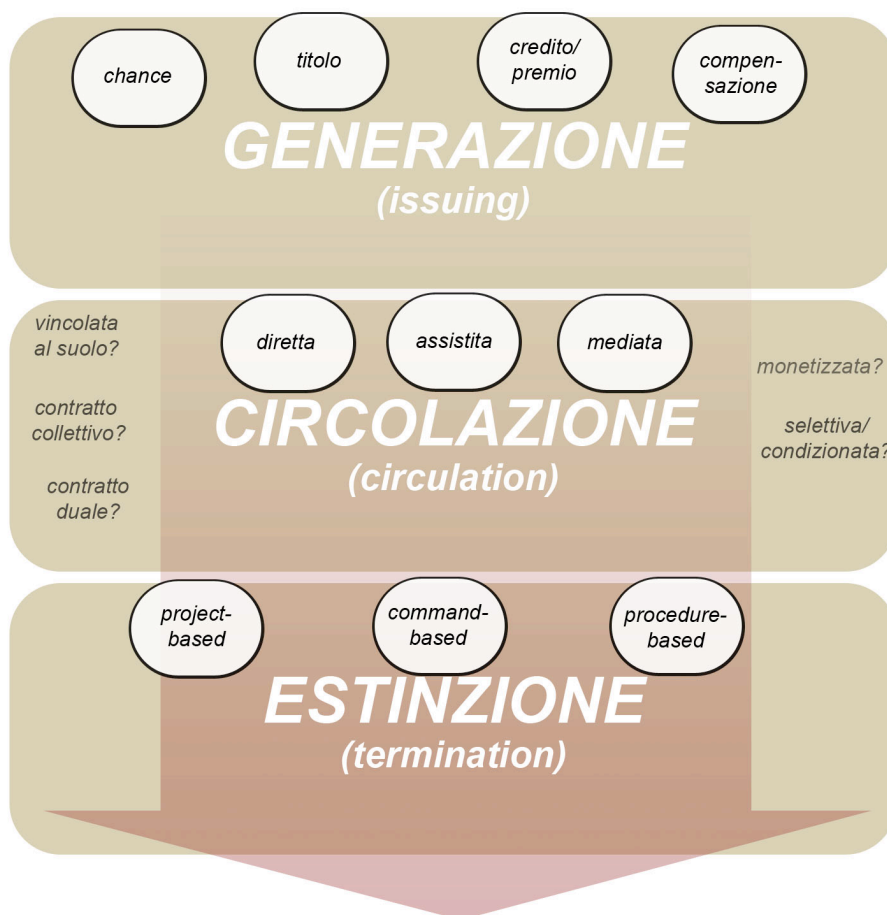 chance
titolo
credito/
premio
compen-
sazione
GENERAZIONE
(issuing)
vincolata
al suolo?
contratto
collettivo?
contratto
duale?
diretta
assistita
mediata
monetizzata?
selettiva/
condizionata?
CIRCOLAZIONE
(circulation)
project-
based
command-
based
procedure-
based
ESTINZIONE
(termination)